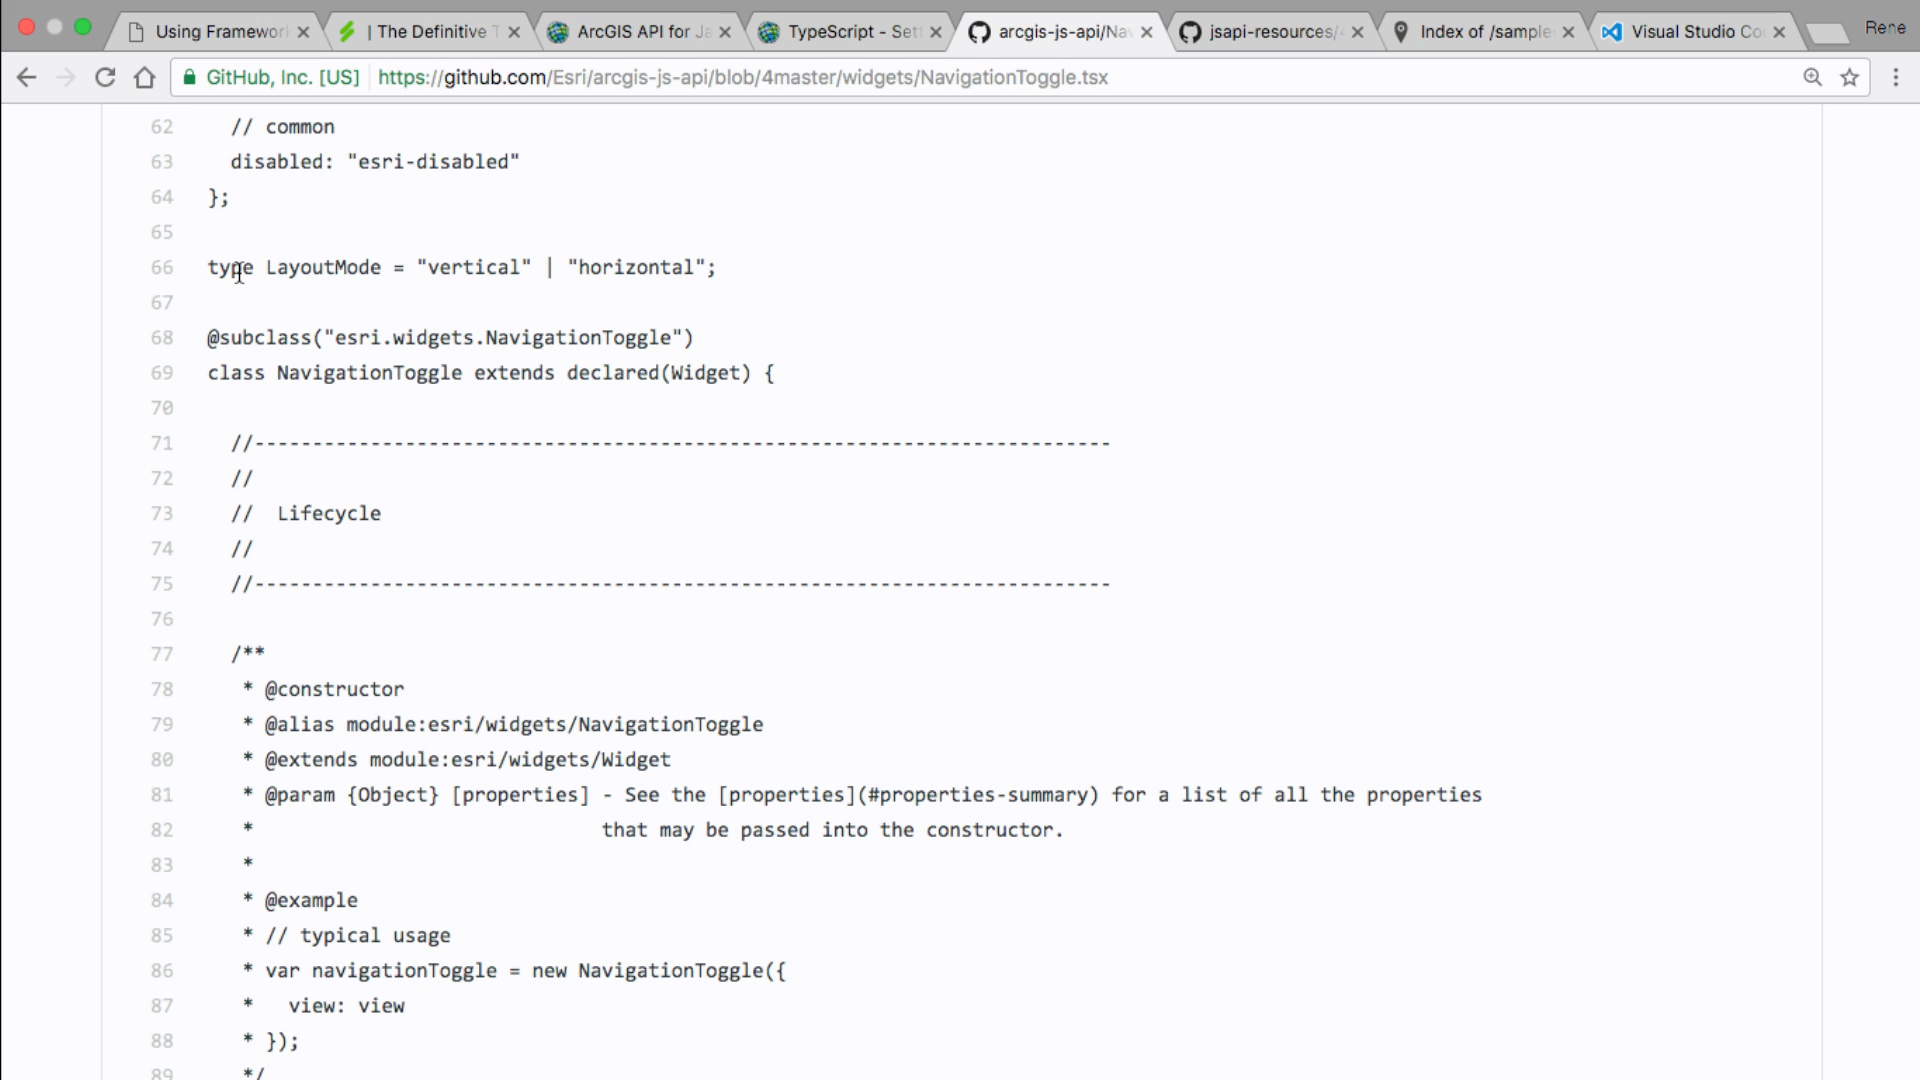 Using Framewor
| The Definitive T
ArcGIS API for Ja
TypeScript - Set
arcgis-js-api/Nav
jsapi-resources/
Index of /sample
Visual Studio Co
Rene
GitHub, Inc. [US] https://github.com/Esri/arcgis-js-api/blob/4master/widgets/NavigationToggle.tsx
62 // common
63 disabled: "esri-disabled"
64 };
65
66 type LayoutMode = "vertical" | "horizontal";
67
68 @subclass("esri.widgets.NavigationToggle")
69 class NavigationToggle extends declared(Widget) {
70
71 //--------------------------------------------------------------------------
72 //
73 // Lifecycle
74 //
75 //--------------------------------------------------------------------------
76
77 /**
78 * @constructor
79 * @alias module:esri/widgets/NavigationToggle
80 * @extends module:esri/widgets/Widget
81 * @param {Object} [properties] - See the [properties](#properties-summary) for a list of all the properties
82 * that may be passed into the constructor.
83 *
84 * @example
85 * // typical usage
86 * var navigationToggle = new NavigationToggle({
87 * view: view
88 * });
89 */